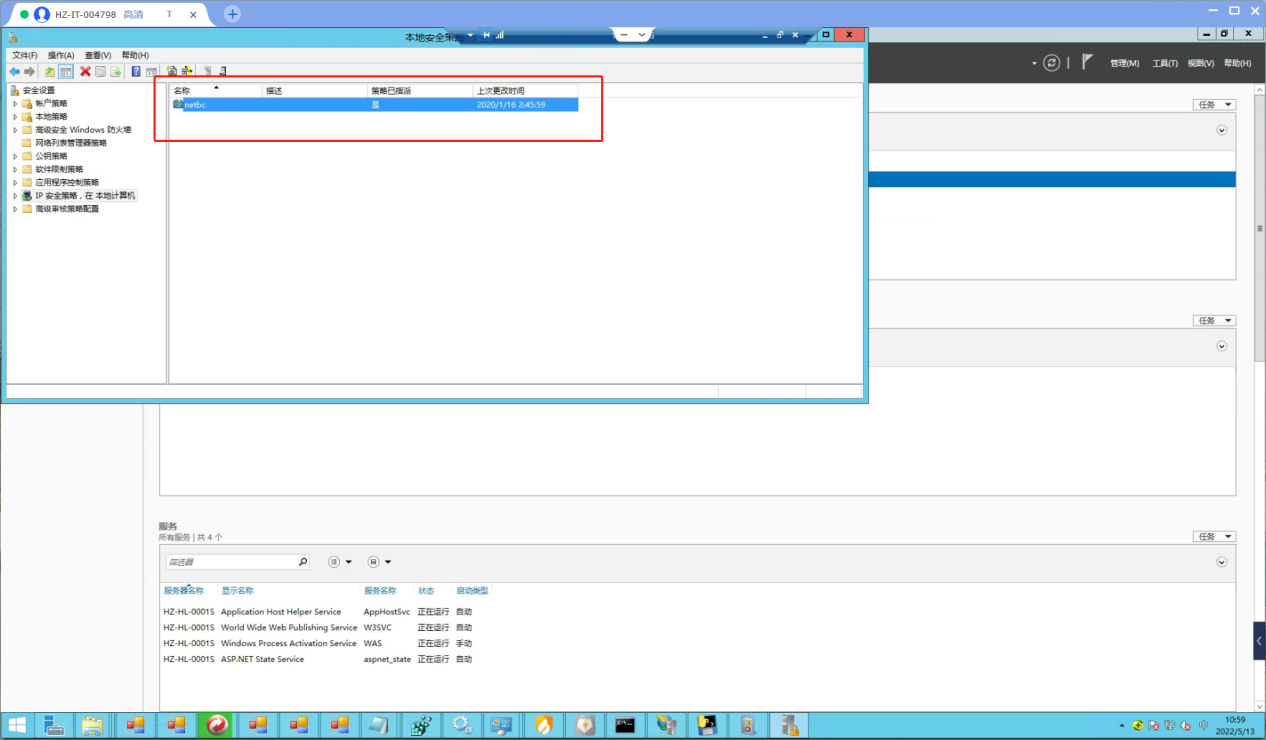 HZ-IT-004798 高清 T
本地安全策
文件(F) 操作(A) 查看(V) 帮助(H)
管理(M) 工具(T) 视图(V) 帮助(H)
安全设置
帐户策略
本地策略
高级安全 Windows 防火墙
网络列表管理器策略
公钥策略
软件限制策略
应用程序控制策略
IP 安全策略，在 本地计算机
高级审核策略配置
名称 描述 策略已指派 上次更改时间
netbc 是 2020/1/16 2:45:59
任务
任务
服务
所有服务 | 共 4 个
任务
筛选器
服务器名称 显示名称 服务名称 状态 启动类型
HZ-HL-0001S Application Host Helper Service AppHostSvc 正在运行 自动
HZ-HL-0001S World Wide Web Publishing Service W3SVC 正在运行 自动
HZ-HL-0001S Windows Process Activation Service WAS 正在运行 手动
HZ-HL-0001S ASP.NET State Service aspnet_state 正在运行 自动
中
10:59
2022/5/13